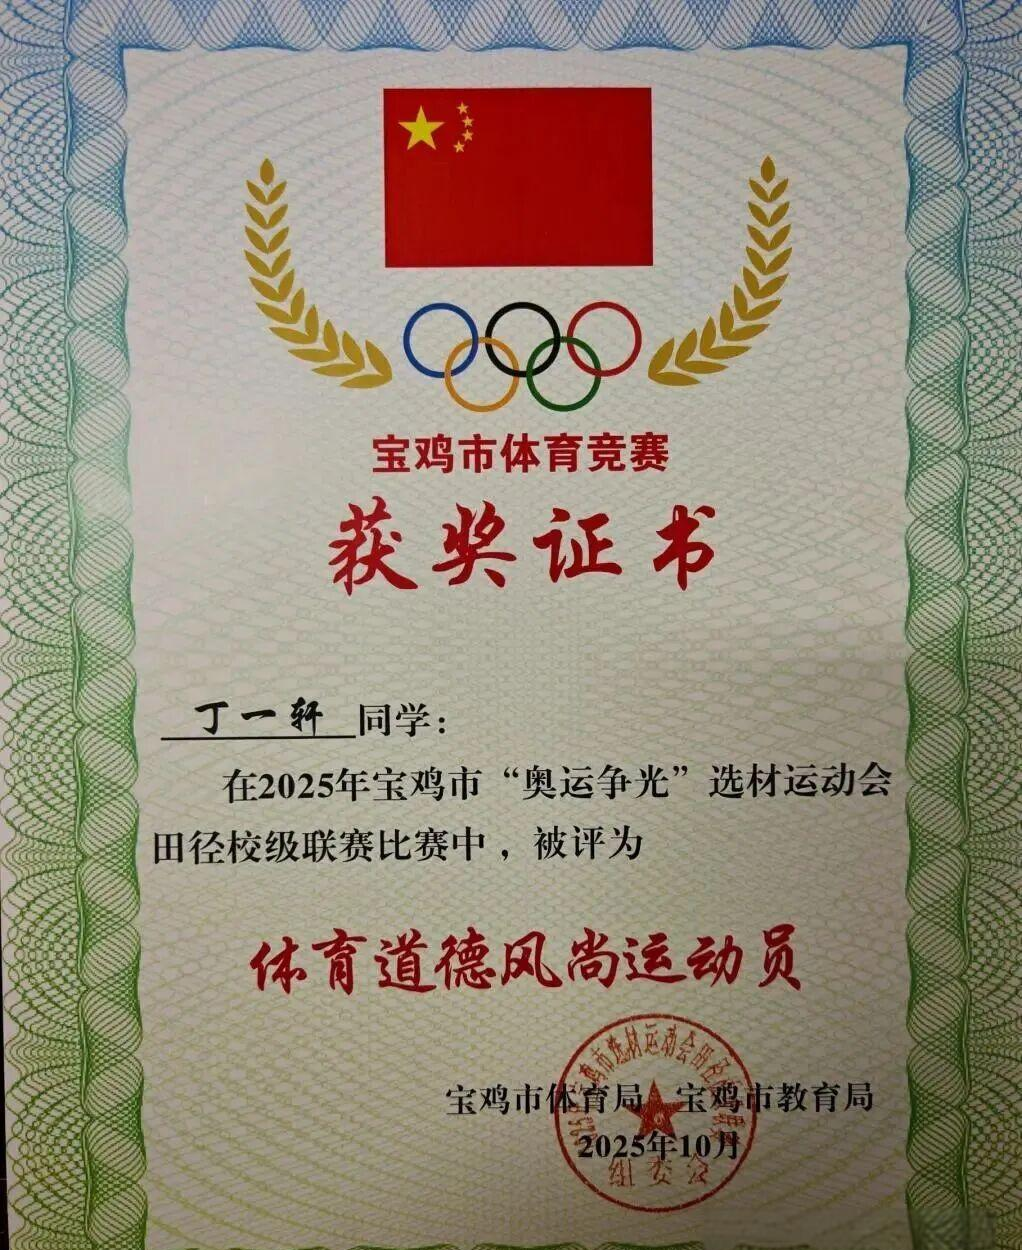 宝鸡市体育竞赛
获奖证书
丁一轩 同学：
在2025年宝鸡市“奥运争光”选材运动会
田径校级联赛比赛中，被评为
体育道德风尚运动员
宝鸡市体育局 宝鸡市教育局
2025年10月
组委会